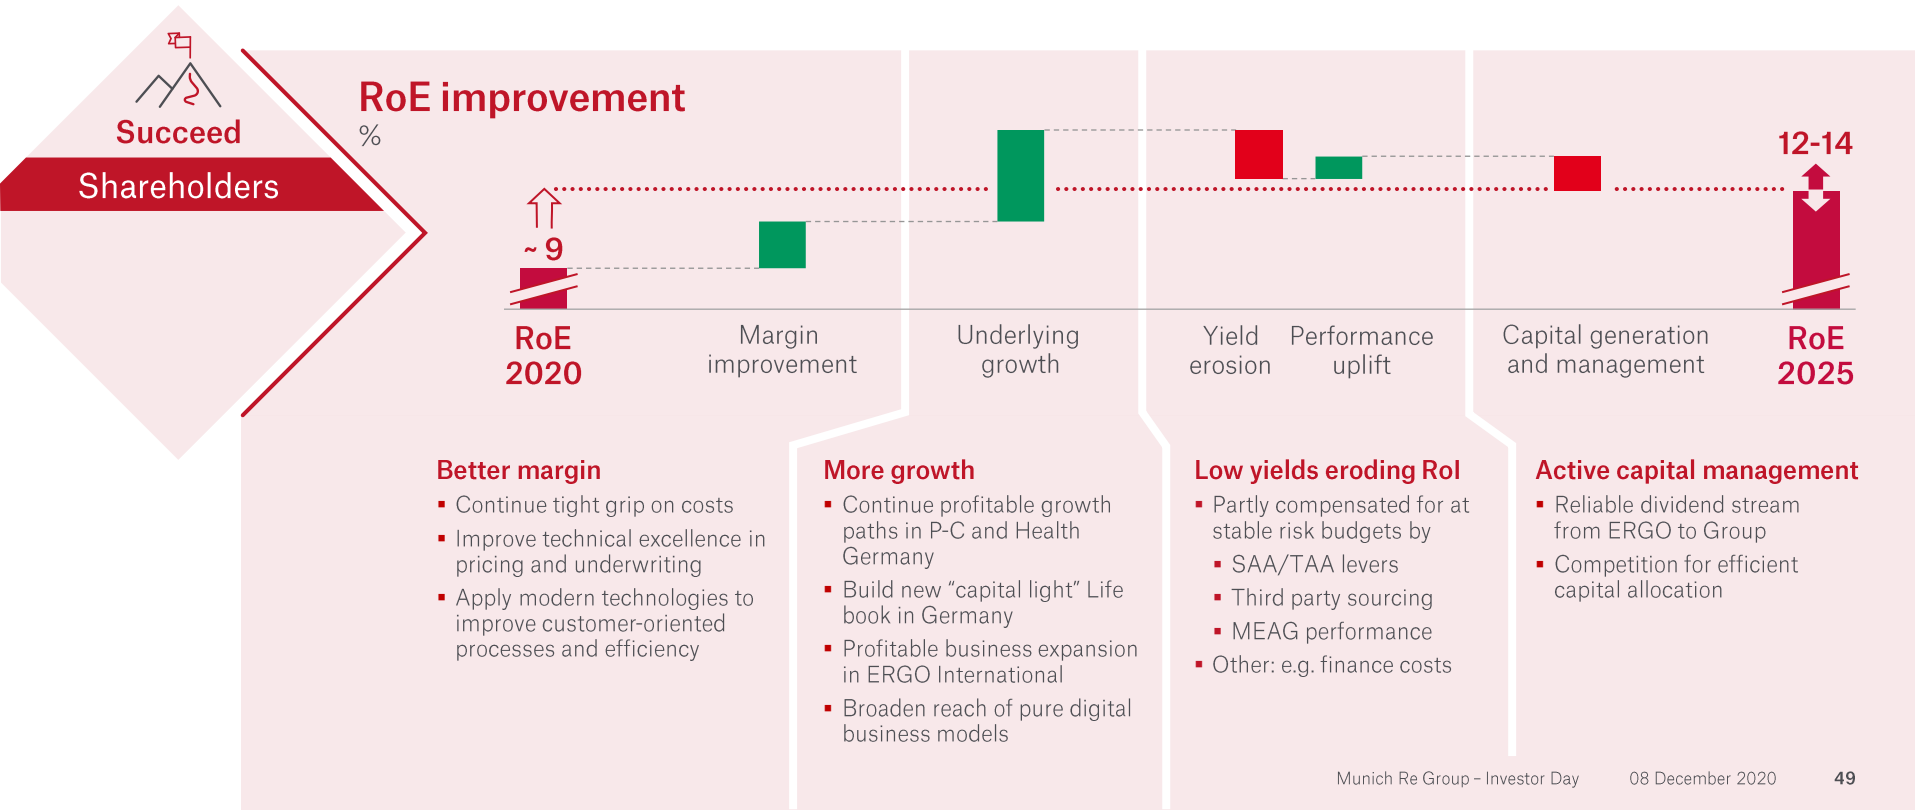 Succeed
Shareholders
RoE improvement
%
~ 9
12-14
RoE
2020
Margin
improvement
Underlying
growth
Yield
erosion
Performance
uplift
Capital generation
and management
RoE
2025
Better margin
▪ Continue tight grip on costs
▪ Improve technical excellence in
pricing and underwriting
▪ Apply modern technologies to
improve customer-oriented
processes and efficiency
More growth
▪ Continue profitable growth
paths in P-C and Health
Germany
▪ Build new “capital light” Life
book in Germany
▪ Profitable business expansion
in ERGO International
▪ Broaden reach of pure digital
business models
Low yields eroding RoI
▪ Partly compensated for at
stable risk budgets by
▪ SAA/TAA levers
▪ Third party sourcing
▪ MEAG performance
▪ Other: e.g. finance costs
Active capital management
▪ Reliable dividend stream
from ERGO to Group
▪ Competition for efficient
capital allocation
Munich Re Group – Investor Day 08 December 2020 49